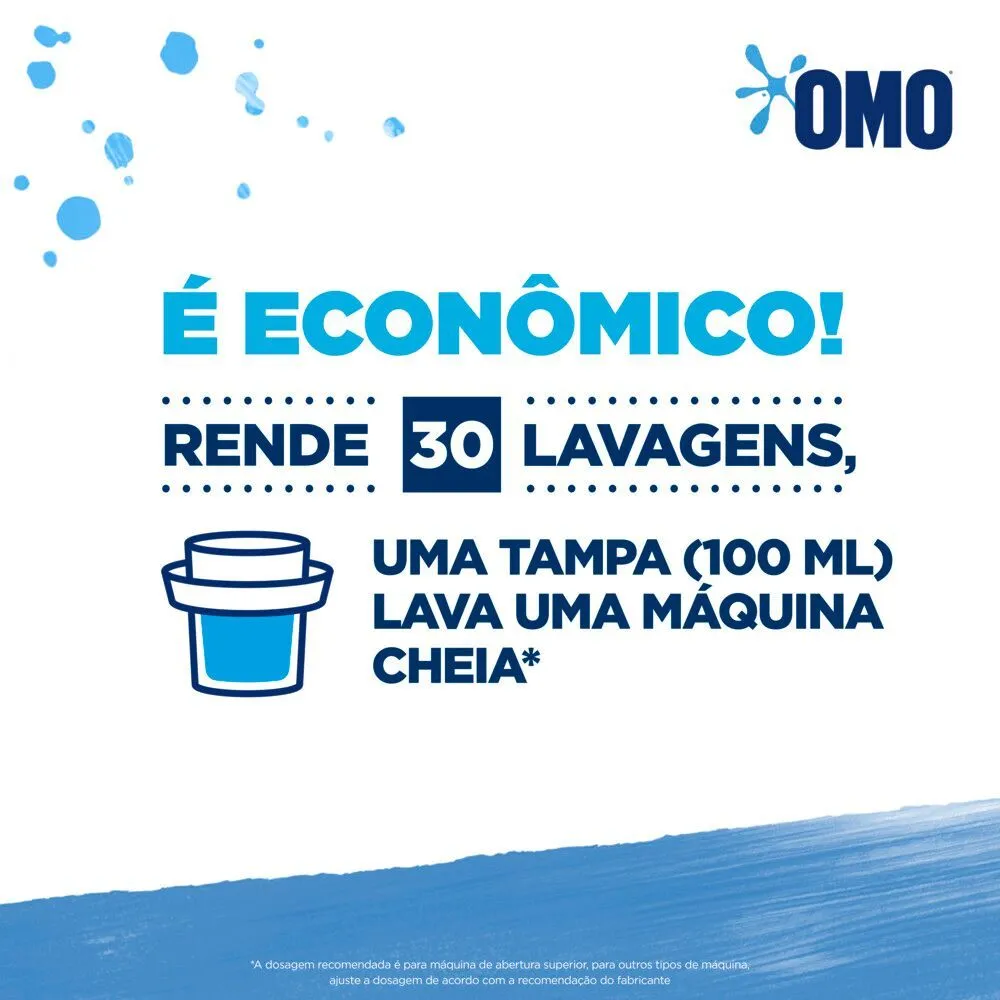 OMO
É ECONÔMICO!
RENDE 30 LAVAGENS,
UMA TAMPA (100 ML)
LAVA UMA MÁQUINA
CHEIA*
*A dosagem recomendada é para máquina de abertura superior, para outros tipos de máquina,
ajuste a dosagem de acordo com a recomendação do fabricante